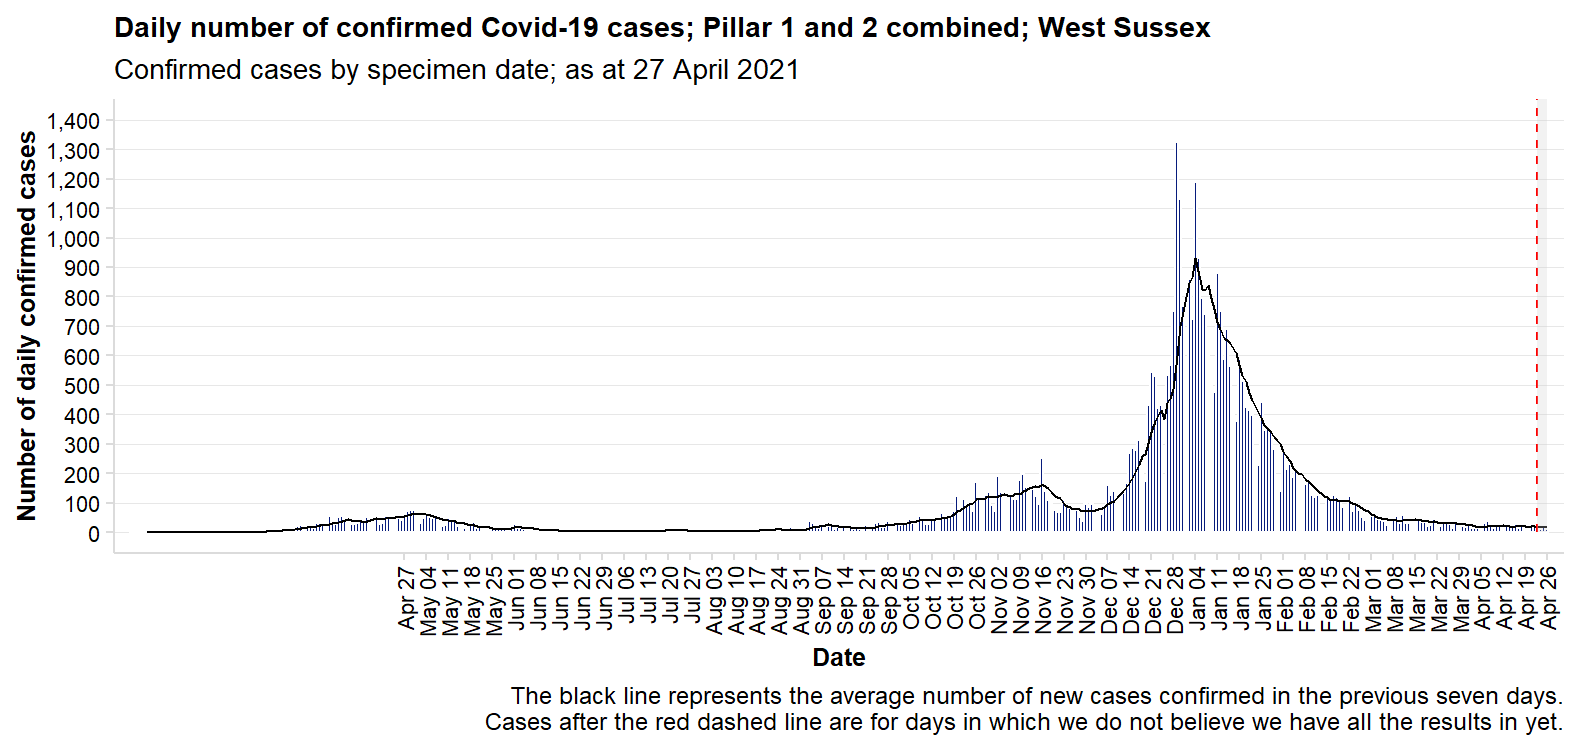 Daily number of confirmed Covid-19 cases; Pillar 1 and 2 combined; West Sussex
Confirmed cases by specimen date; as at 27 April 2021
Number of daily confirmed cases
1,400
1,300
1,200
1,100
1,000
900
800
700
600
500
400
300
200
100
0
Apr 27
May 04
May 11
May 18
May 25
Jun 01
Jun 08
Jun 15
Jun 22
Jun 29
Jul 06
Jul 13
Jul 20
Jul 27
Aug 03
Aug 10
Aug 17
Aug 24
Aug 31
Sep 07
Sep 14
Sep 21
Sep 28
Oct 05
Oct 12
Oct 19
Oct 26
Nov 02
Nov 09
Nov 16
Nov 23
Nov 30
Dec 07
Dec 14
Dec 21
Dec 28
Jan 04
Jan 11
Jan 18
Jan 25
Feb 01
Feb 08
Feb 15
Feb 22
Mar 01
Mar 08
Mar 15
Mar 22
Mar 29
Apr 05
Apr 12
Apr 19
Apr 26
Date
The black line represents the average number of new cases confirmed in the previous seven days.
Cases after the red dashed line are for days in which we do not believe we have all the results in yet.